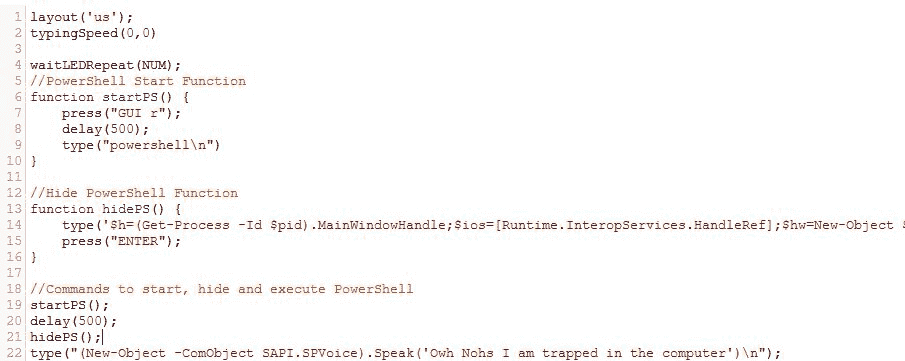 1 layout('us');
2 typingSpeed(0,0)
3
4 waitLEDRepeat(NUM);
5 //PowerShell Start Function
6 function startPS() {
7 press("GUI r");
8 delay(500);
9 type("powershell\n")
10 }
11
12 //Hide PowerShell Function
13 function hidePS() {
14 type('$h=(Get-Process -Id $pid).MainWindowHandle;$ios=[Runtime.InteropServices.HandleRef];$hw=New-Object
15 press("ENTER");
16 }
17
18 //Commands to start, hide and execute PowerShell
19 startPS();
20 delay(500);
21 hidePS();
22 type("(New-Object -ComObject SAPI.SPVoice).Speak('Owh Nohs I am trapped in the computer')\n");